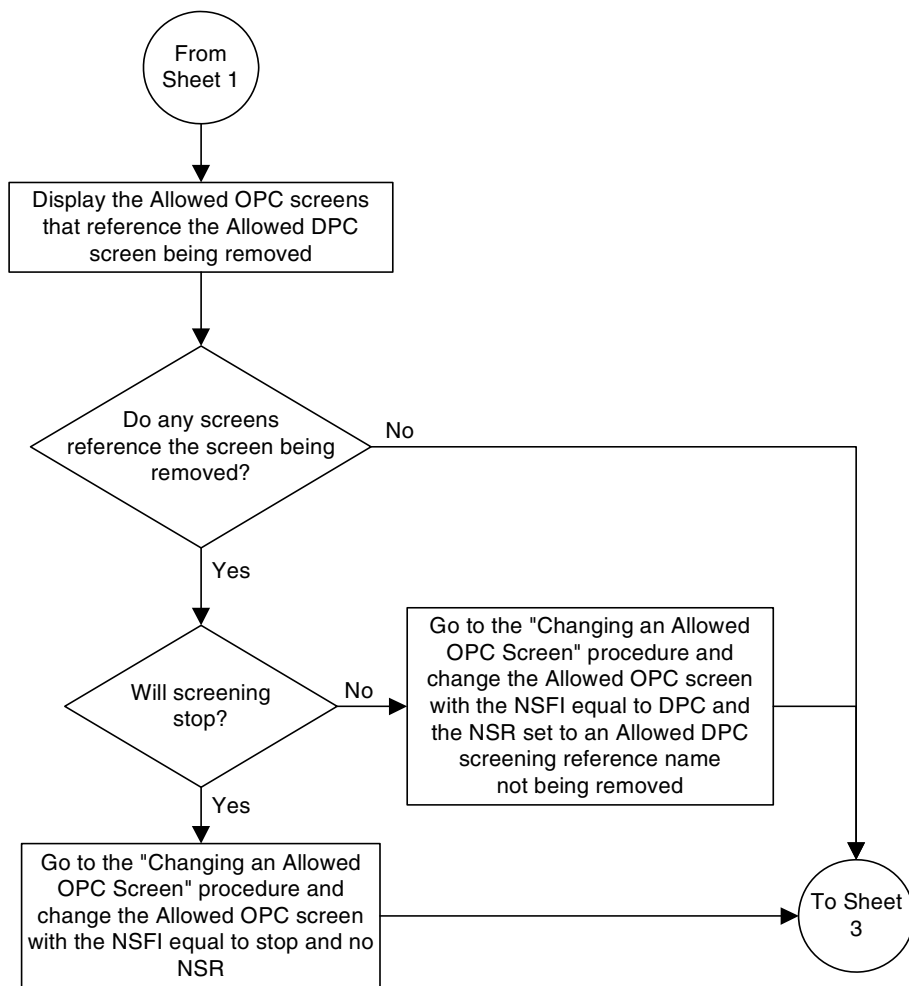 From
Sheet 1
Display the Allowed OPC screens
that reference the Allowed DPC
screen being removed
Do any screens
reference the screen being
removed?
No
Yes
Will screening
stop?
No
Go to the "Changing an Allowed
OPC Screen" procedure and
change the Allowed OPC screen
with the NSFI equal to DPC and
the NSR set to an Allowed DPC
screening reference name
not being removed
Yes
Go to the "Changing an Allowed
OPC Screen" procedure and
change the Allowed OPC screen
with the NSFI equal to stop and no
NSR
To Sheet
3